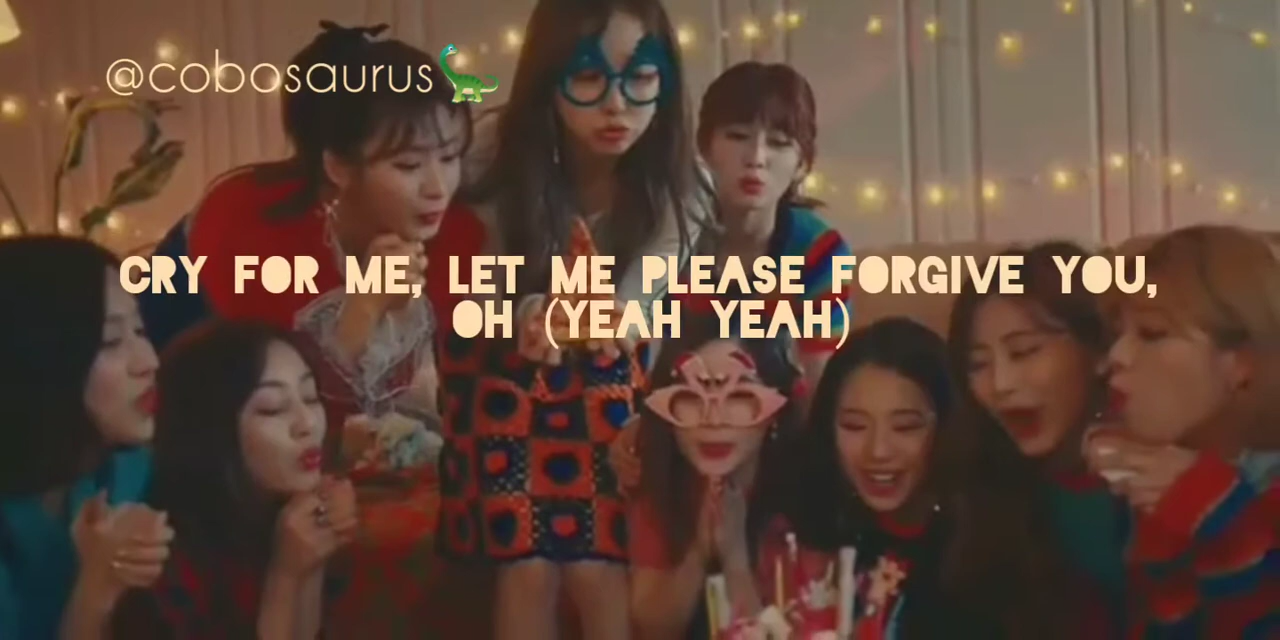 @cobosaurus🦕
CRY FOR ME, LET ME PLEASE FORGIVE YOU,
OH (YEAH YEAH)